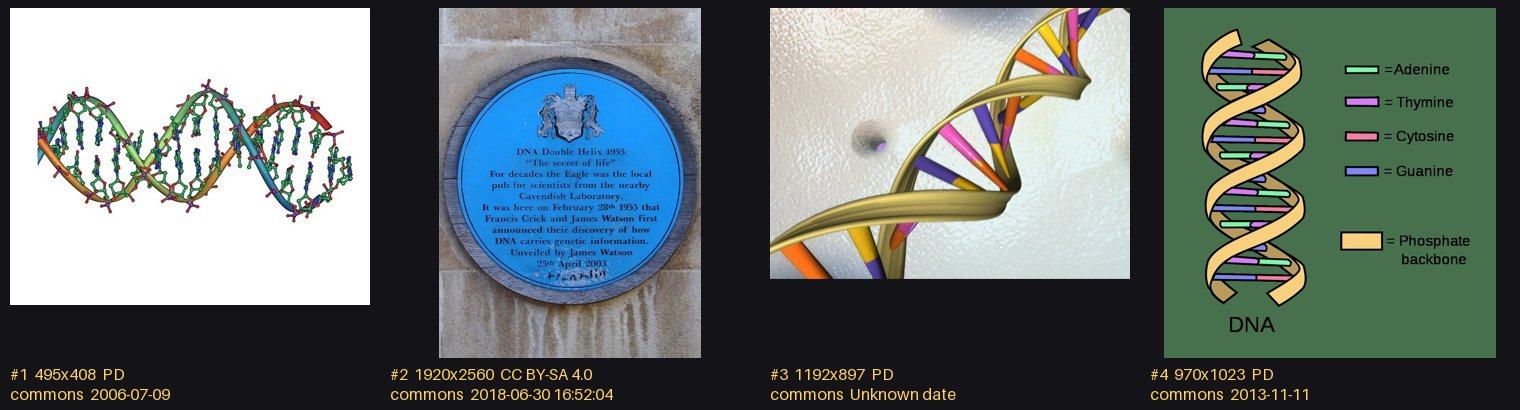 DNA Double Helix 1953
"The secret of life"
For decades the Eagle was the local
pub for scientists from the nearby
Cavendish Laboratory.
It was here on February 28th 1953 that
Francis Crick and James Watson first
announced their discovery of how
DNA carries genetic information.
Unveiled by James Watson
25th April 2003
=Adenine
= Thymine
= Cytosine
= Guanine
= Phosphate
backbone
DNA
#1 495x408 PD
commons 2006-07-09
#2 1920x2560 CC BY-SA 4.0
commons 2018-06-30 16:52:04
#3 1192x897 PD
commons Unknown date
#4 970x1023 PD
commons 2013-11-11